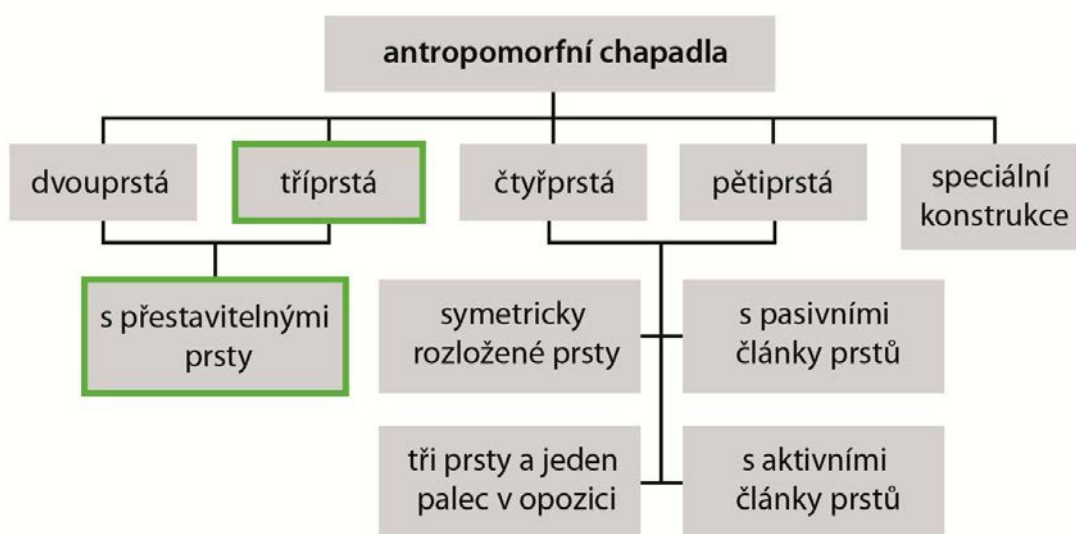 antropomorfní chapadla
dvouprstá
tříprstá
čtyřprstá
pětiprstá
speciální
konstrukce
s přestavitelnými
prsty
symetricky
rozložené prsty
s pasivními
články prstů
tři prsty a jeden
palec v opozici
s aktivními
články prstů